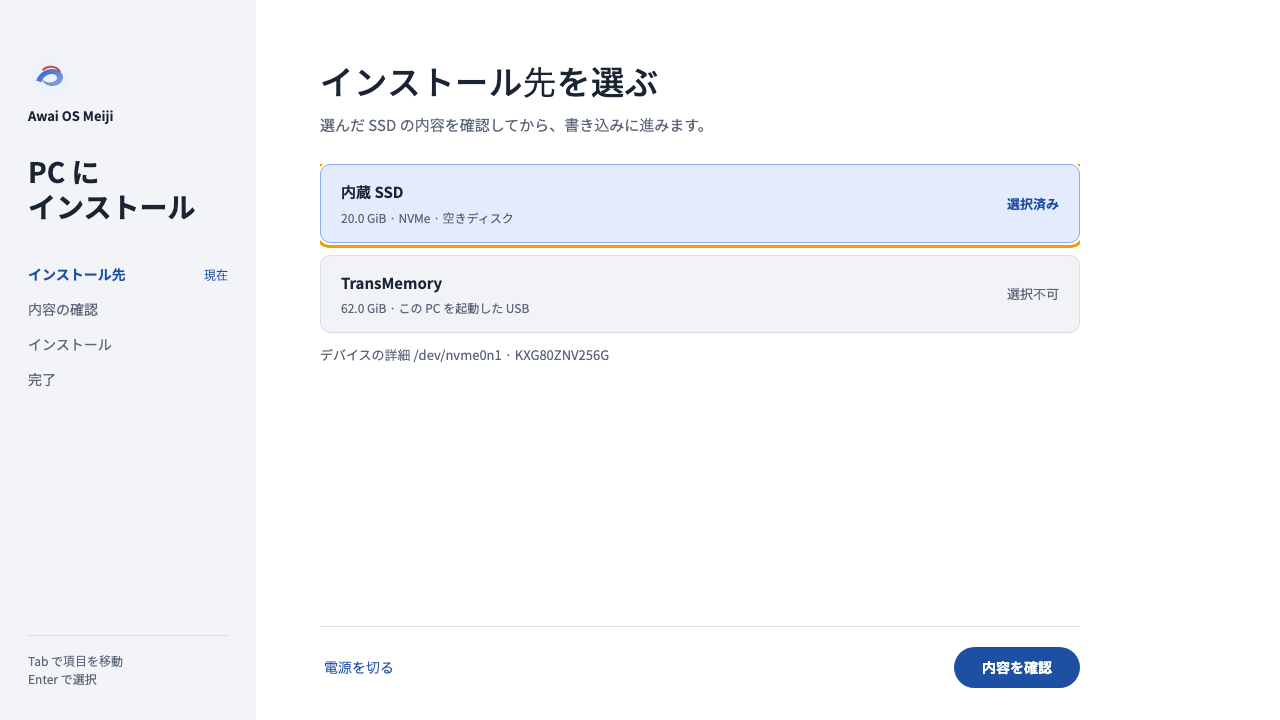 Awai OS Meiji
PC に
インストール
インストール先 現在
内容の確認
インストール
完了
Tab で項目を移動
Enter で選択
インストール先を選ぶ
選んだ SSD の内容を確認してから、書き込みに進みます。
内蔵 SSD
20.0 GiB · NVMe · 空きディスク
選択済み
TransMemory
62.0 GiB · この PC を起動した USB
選択不可
デバイスの詳細 /dev/nvme0n1 · KXG80ZNV256G
電源を切る
内容を確認